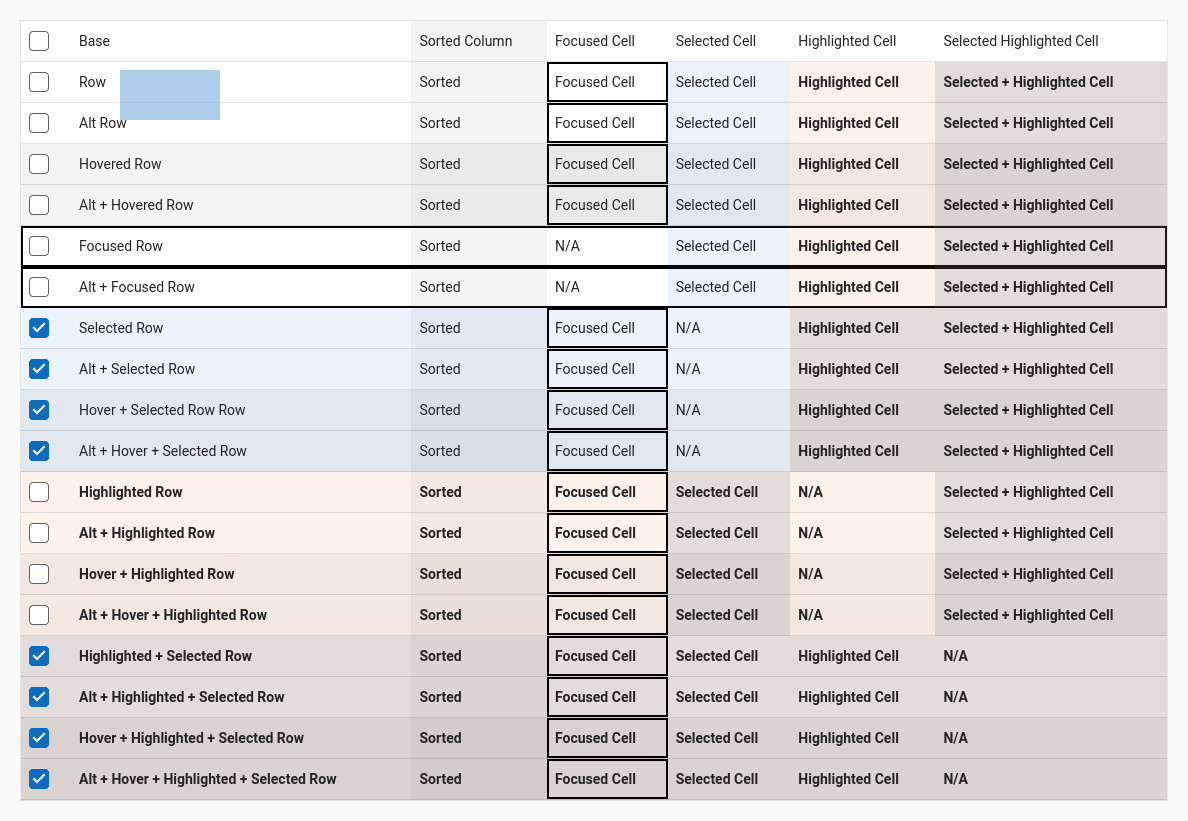 Base Sorted Column Focused Cell Selected Cell Highlighted Cell Selected Highlighted Cell
Row Sorted Focused Cell Selected Cell Highlighted Cell Selected + Highlighted Cell
Alt Row Sorted Focused Cell Selected Cell Highlighted Cell Selected + Highlighted Cell
Hovered Row Sorted Focused Cell Selected Cell Highlighted Cell Selected + Highlighted Cell
Alt + Hovered Row Sorted Focused Cell Selected Cell Highlighted Cell Selected + Highlighted Cell
Focused Row Sorted N/A Selected Cell Highlighted Cell Selected + Highlighted Cell
Alt + Focused Row Sorted N/A Selected Cell Highlighted Cell Selected + Highlighted Cell
Selected Row Sorted Focused Cell N/A Highlighted Cell Selected + Highlighted Cell
Alt + Selected Row Sorted Focused Cell N/A Highlighted Cell Selected + Highlighted Cell
Hover + Selected Row Row Sorted Focused Cell N/A Highlighted Cell Selected + Highlighted Cell
Alt + Hover + Selected Row Sorted Focused Cell N/A Highlighted Cell Selected + Highlighted Cell
Highlighted Row Sorted Focused Cell Selected Cell N/A Selected + Highlighted Cell
Alt + Highlighted Row Sorted Focused Cell Selected Cell N/A Selected + Highlighted Cell
Hover + Highlighted Row Sorted Focused Cell Selected Cell N/A Selected + Highlighted Cell
Alt + Hover + Highlighted Row Sorted Focused Cell Selected Cell N/A Selected + Highlighted Cell
Highlighted + Selected Row Sorted Focused Cell Selected Cell Highlighted Cell N/A
Alt + Highlighted + Selected Row Sorted Focused Cell Selected Cell Highlighted Cell N/A
Hover + Highlighted + Selected Row Sorted Focused Cell Selected Cell Highlighted Cell N/A
Alt + Hover + Highlighted + Selected Row Sorted Focused Cell Selected Cell Highlighted Cell N/A